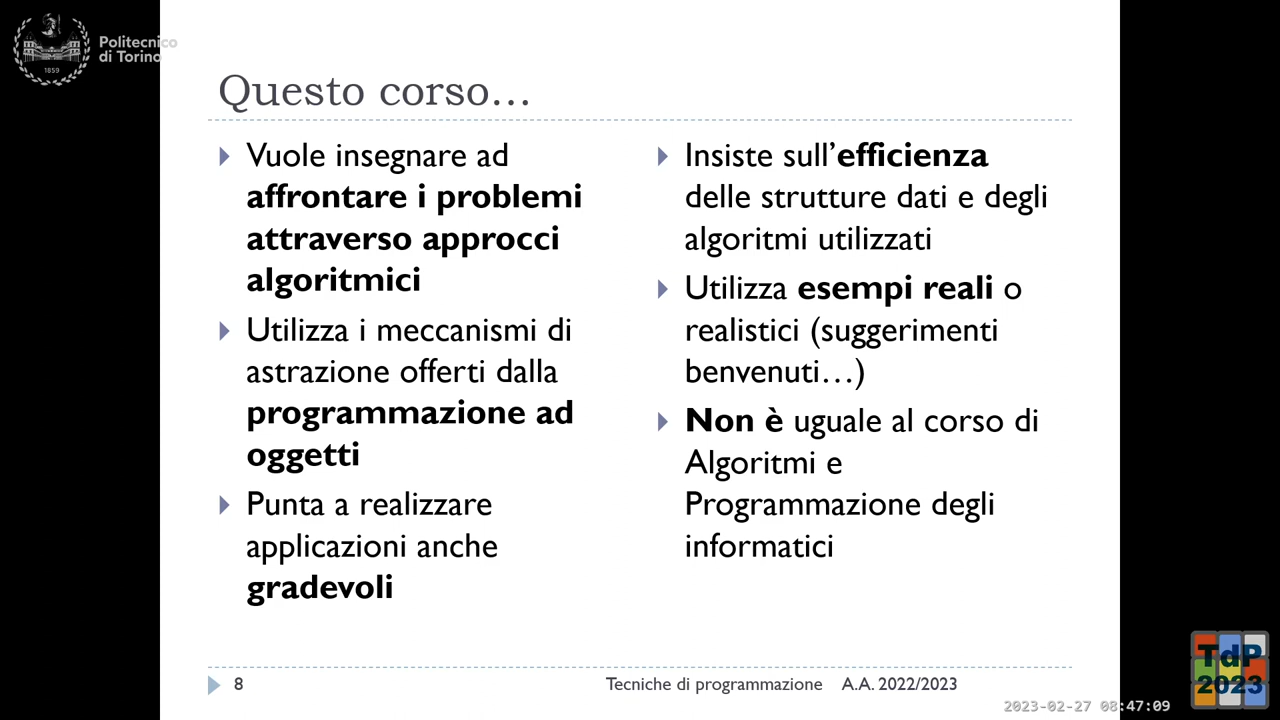 Politecnico
di Torino
1859
Questo corso…
Vuole insegnare ad
affrontare i problemi
attraverso approcci
algoritmici
Utilizza i meccanismi di
astrazione offerti dalla
programmazione ad
oggetti
Punta a realizzare
applicazioni anche
gradevoli
Insiste sull’efficienza
delle strutture dati e degli
algoritmi utilizzati
Utilizza esempi reali o
realistici (suggerimenti
benvenuti…)
Non è uguale al corso di
Algoritmi e
Programmazione degli
informatici
8
Tecniche di programmazione A.A. 2022/2023
TdP
2023
2023-02-27 08:47:09